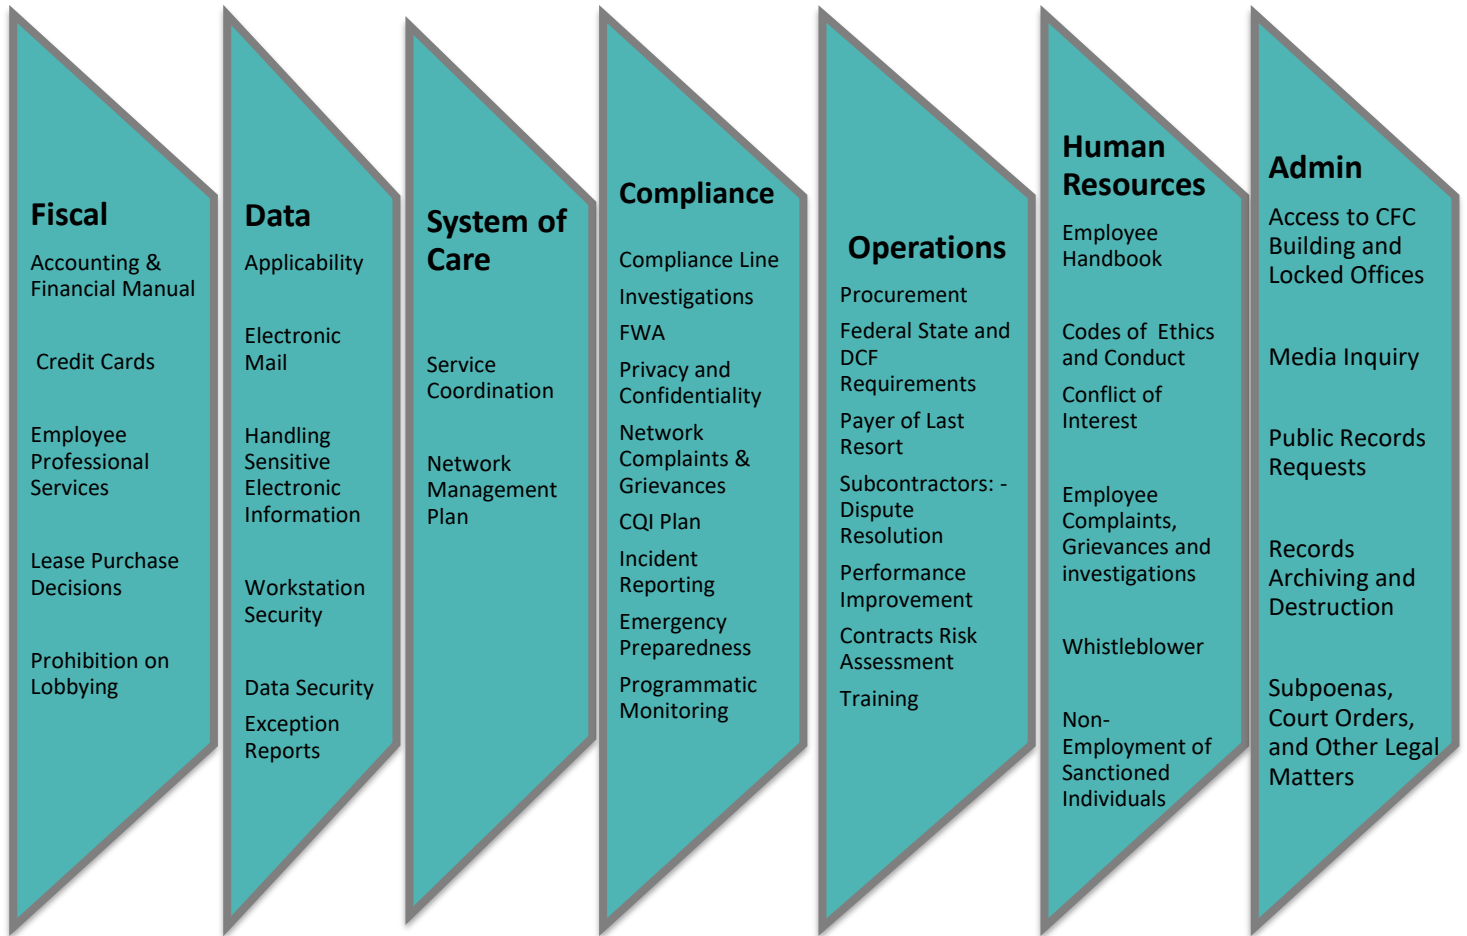 Fiscal
Accounting &
Financial Manual
Credit Cards
Employee
Professional
Services
Lease Purchase
Decisions
Prohibition on
Lobbying
Data
Applicability
Electronic
Mail
Handling
Sensitive
Electronic
Information
Workstation
Security
Data Security
Exception
Reports
System of
Care
Service
Coordination
Network
Management
Plan
Compliance
Compliance Line
Investigations
FWA
Privacy and
Confidentiality
Network
Complaints &
Grievances
CQI Plan
Incident
Reporting
Emergency
Preparedness
Programmatic
Monitoring
Operations
Procurement
Federal State and
DCF
Requirements
Payer of Last
Resort
Subcontractors: -
Dispute
Resolution
Performance
Improvement
Contracts Risk
Assessment
Training
Human
Resources
Employee
Handbook
Codes of Ethics
and Conduct
Conflict of
Interest
Employee
Complaints,
Grievances and
investigations
Whistleblower
Non-
Employment of
Sanctioned
Individuals
Admin
Access to CFC
Building and
Locked Offices
Media Inquiry
Public Records
Requests
Records
Archiving and
Destruction
Subpoenas,
Court Orders,
and Other Legal
Matters